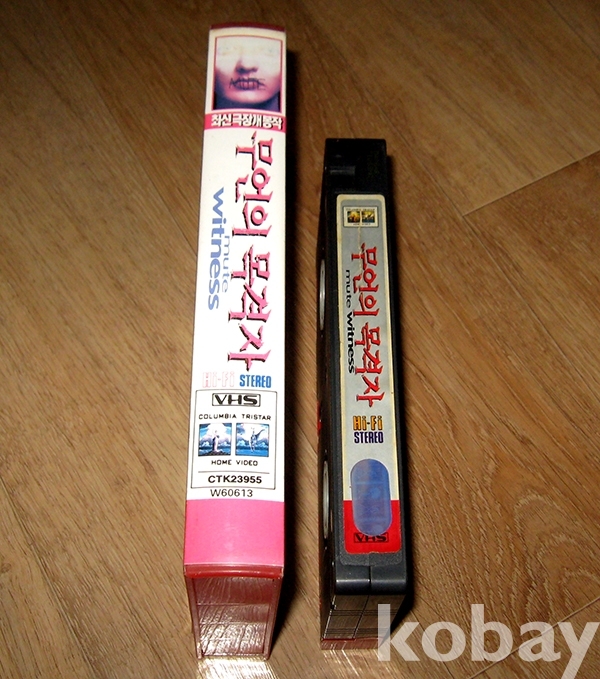 최신극장개봉작
무언의 목격자
mute
witness
Hi-Fi STEREO
VHS
COLUMBIA TRISTAR
HOME VIDEO
CTK23955
W60613
무언의 목격자
mute witness
Hi-Fi
STEREO
VHS
kobay